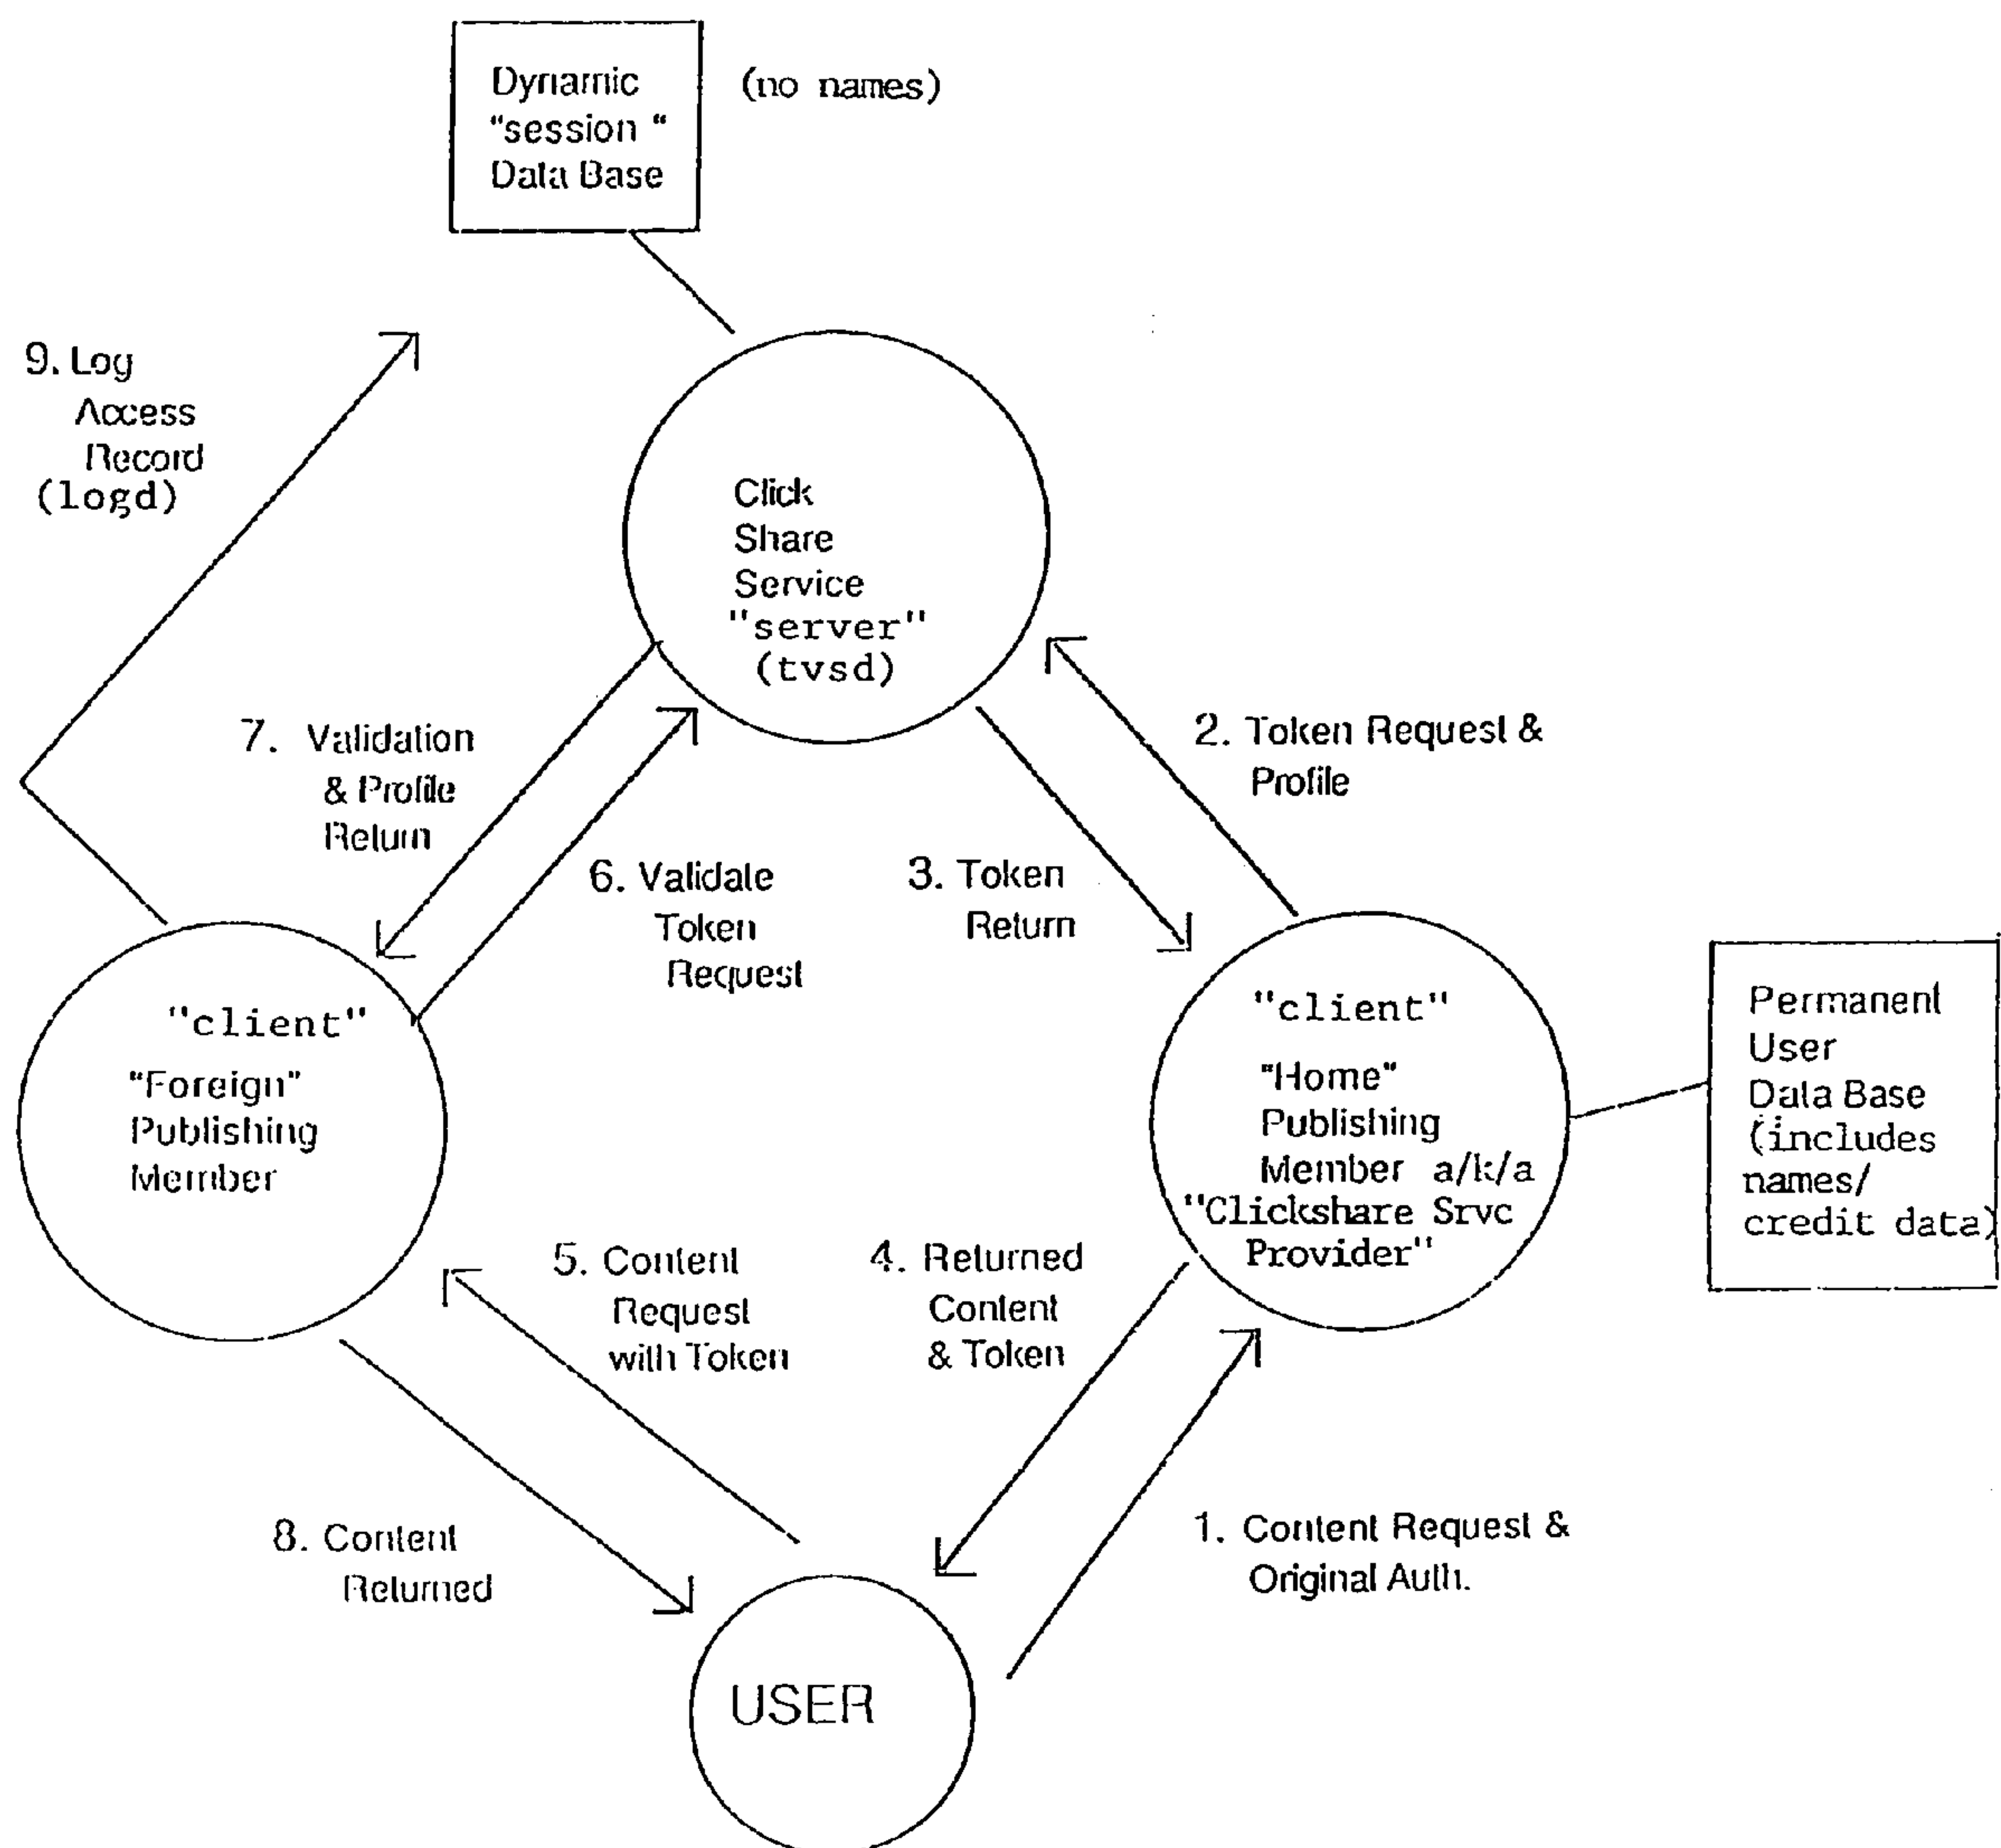 Dynamic
"session "
Data Base
(no names)
9. Log
Access
Record
(logd)
Click
Share
Service
"server"
(tvsd)
7. Validation
& Profile
Return
6. Validate
Token
Request
3. Token
Return
2. Token Request &
Profile
"client"
"Foreign"
Publishing
Member
"client"
"Home"
Publishing
Member a/k/a
"Clickshare Srvc
Provider"
Permanent
User
Data Base
(includes
names/
credit data)
5. Content
Request
with Token
4. Returned
Content
& Token
8. Content
Returned
1. Content Request &
Original Auth.
USER